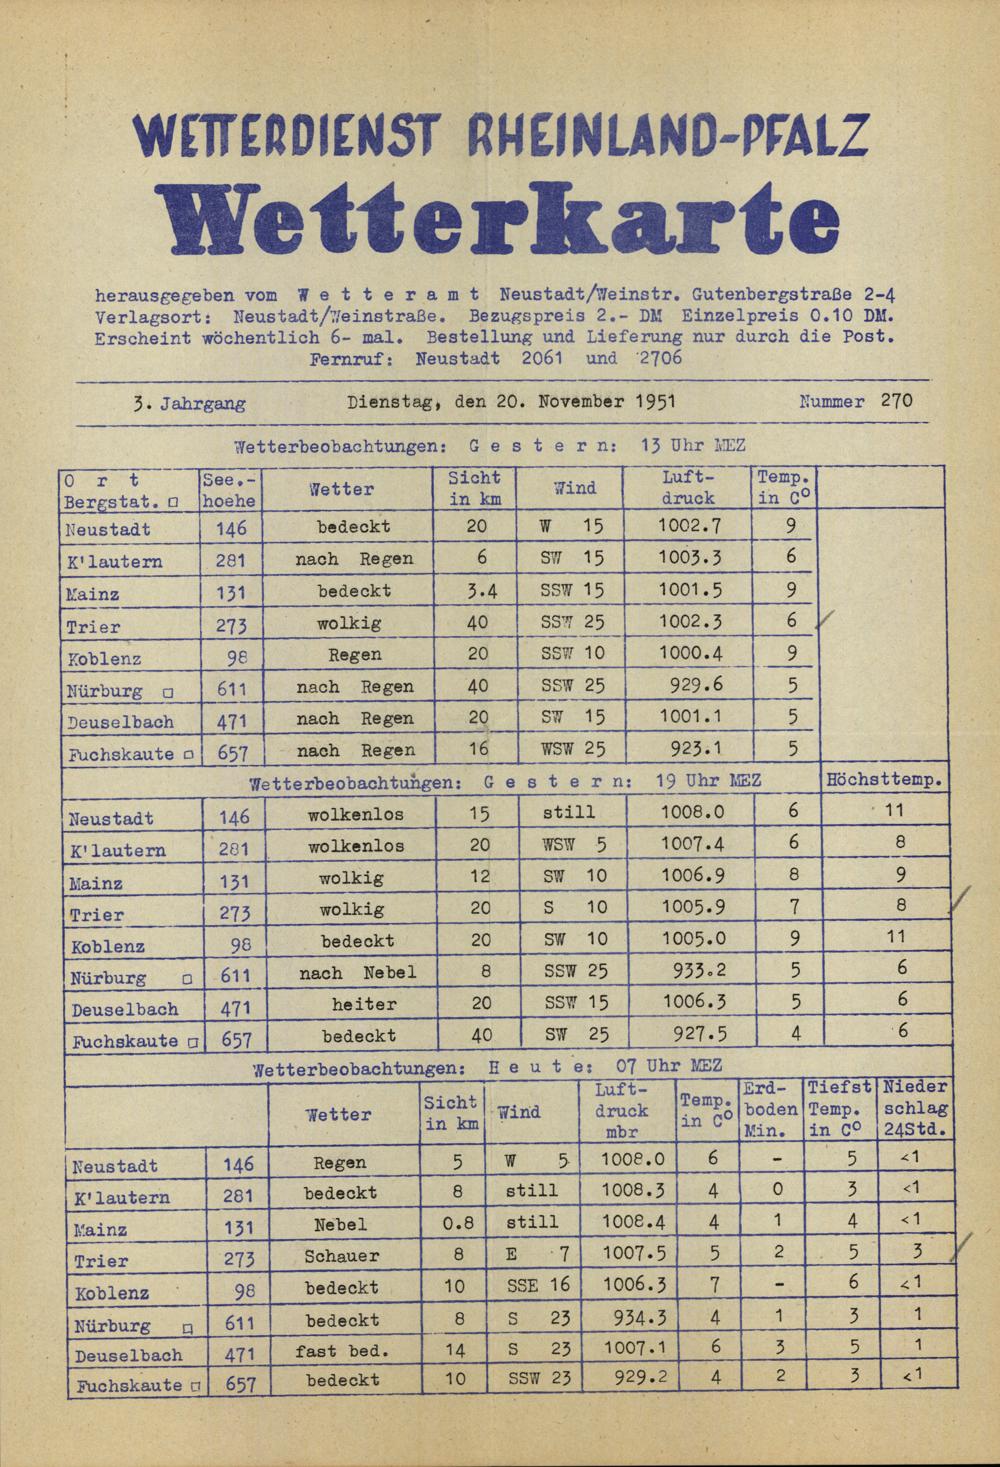 WETTERDIENST RHEINLAND-PFALZ
Wetterkarte
herausgegeben vom W e t t e r a m t Neustadt/Weinstr. Gutenbergstraße 2-4
Verlagsort: Neustadt/Weinstraße. Bezugspreis 2.- DM Einzelpreis 0.10 DM.
Erscheint wöchentlich 6- mal. Bestellung und Lieferung nur durch die Post.
Fernruf: Neustadt 2061 und 2706
3. Jahrgang Dienstag, den 20. November 1951 Nummer 270
Wetterbeobachtungen: G e s t e r n: 13 Uhr MEZ
O r t See.- Wetter Sicht Wind Luft- Temp.
Bergstat. □ hoehe in km druck in C°
Neustadt 146 bedeckt 20 W 15 1002.7 9
K'lautern 281 nach Regen 6 SW 15 1003.3 6
Mainz 131 bedeckt 3.4 SSW 15 1001.5 9
Trier 273 wolkig 40 SSW 25 1002.3 6
Koblenz 98 Regen 20 SSW 10 1000.4 9
Nürburg □ 611 nach Regen 40 SSW 25 929.6 5
Deuselbach 471 nach Regen 20 SW 15 1001.1 5
Fuchskaute □ 657 nach Regen 16 WSW 25 923.1 5
Wetterbeobachtungen: G e s t e r n: 19 Uhr MEZ Höchsttemp.
Neustadt 146 wolkenlos 15 still 1008.0 6 11
K'lautern 281 wolkenlos 20 WSW 5 1007.4 6 8
Mainz 131 wolkig 12 SW 10 1006.9 8 9
Trier 273 wolkig 20 S 10 1005.9 7 8
Koblenz 98 bedeckt 20 SW 10 1005.0 9 11
Nürburg □ 611 nach Nebel 8 SSW 25 933.2 5 6
Deuselbach 471 heiter 20 SSW 15 1006.3 5 6
Fuchskaute □ 657 bedeckt 40 SW 25 927.5 4 6
Wetterbeobachtungen: H e u t e: 07 Uhr MEZ
Wetter Sicht Wind Luft- Temp. Erd- Tiefst Nieder
in km druck in C° boden Temp. schlag
mbr Min. in C° 24Std.
Neustadt 146 Regen 5 W 5 1008.0 6 - 5 <1
K'lautern 281 bedeckt 8 still 1008.3 4 0 3 <1
Mainz 131 Nebel 0.8 still 1008.4 4 1 4 <1
Trier 273 Schauer 8 E 7 1007.5 5 2 5 3
Koblenz 98 bedeckt 10 SSE 16 1006.3 7 - 6 <1
Nürburg □ 611 bedeckt 8 S 23 934.3 4 1 3 1
Deuselbach 471 fast bed. 14 S 23 1007.1 6 3 5 1
Fuchskaute □ 657 bedeckt 10 SSW 23 929.2 4 2 3 <1